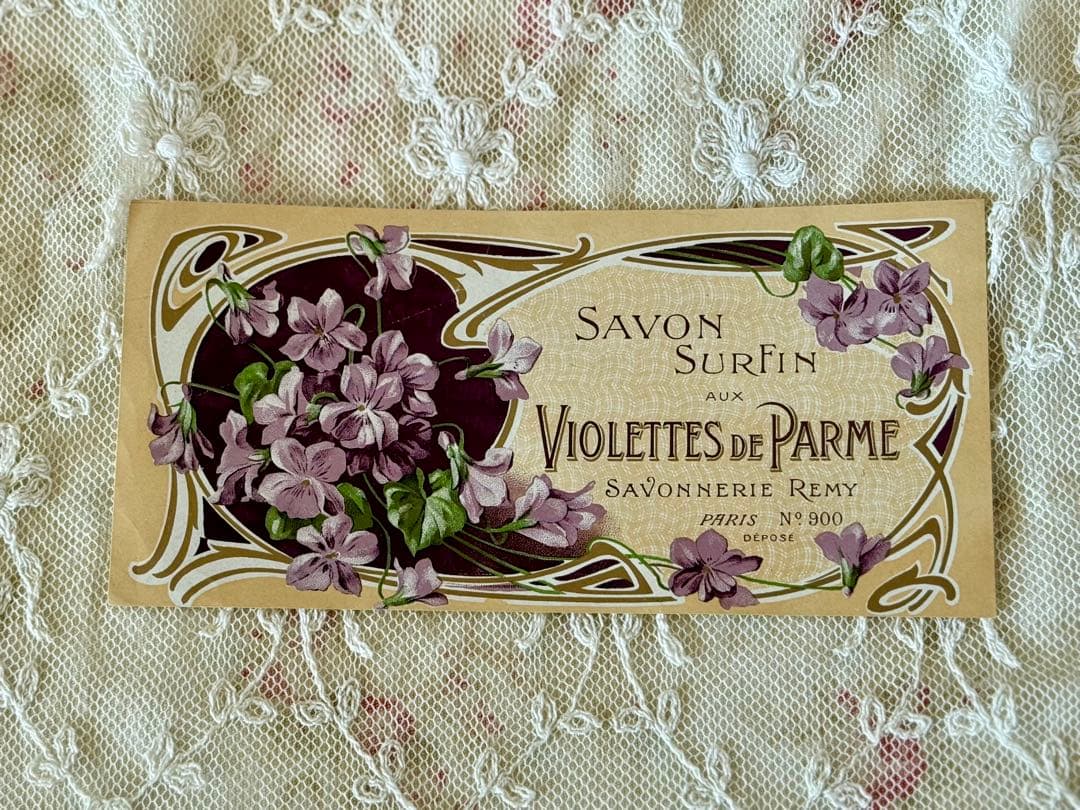 SAVON
SURFIN
AUX
VIOLETTES DE PARME
SAVONNERIE REMY
PARIS Nº 900
DÉPOSÉ